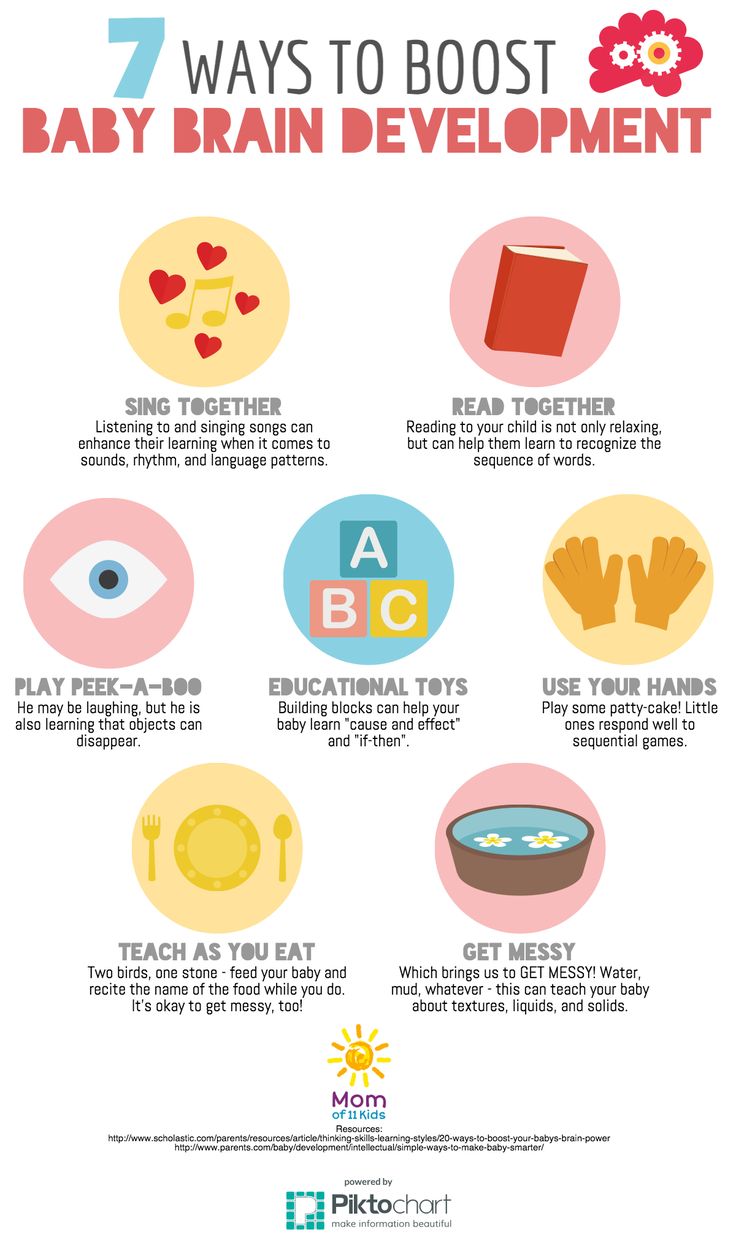 7 WAYS TO BOOST
BABY BRAIN DEVELOPMENT
SING TOGETHER
Listening to and singing songs can
enhance their learning when it comes to
sounds, rhythm, and language patterns.
READ TOGETHER
Reading to your child is not only relaxing,
but can help them learn to recognize the
sequence of words.
PLAY PEEK-A-BOO
He may be laughing, but he is
also learning that objects can
disappear.
A
B C
EDUCATIONAL TOYS
Building blocks can help your
baby learn "cause and effect"
and "if-then".
USE YOUR HANDS
Play some patty-cake! Little
ones respond well to
sequential games.
TEACH AS YOU EAT
Two birds, one stone - feed your baby and
recite the name of the food while you do.
It's okay to get messy, too!
GET MESSY
Which brings us to GET MESSY! Water,
mud, whatever - this can teach your baby
about textures, liquids, and solids.
Mom
of 11 Kids
Resources:
http://www.scholastic.com/parents/resources/article/thinking-skills-learning-styles/20-ways-to-boost-your-babys-brain-power
http://www.parents.com/baby/development/intellectual/simple-ways-to-make-baby-smarter/
powered by
Piktochart
make information beautiful